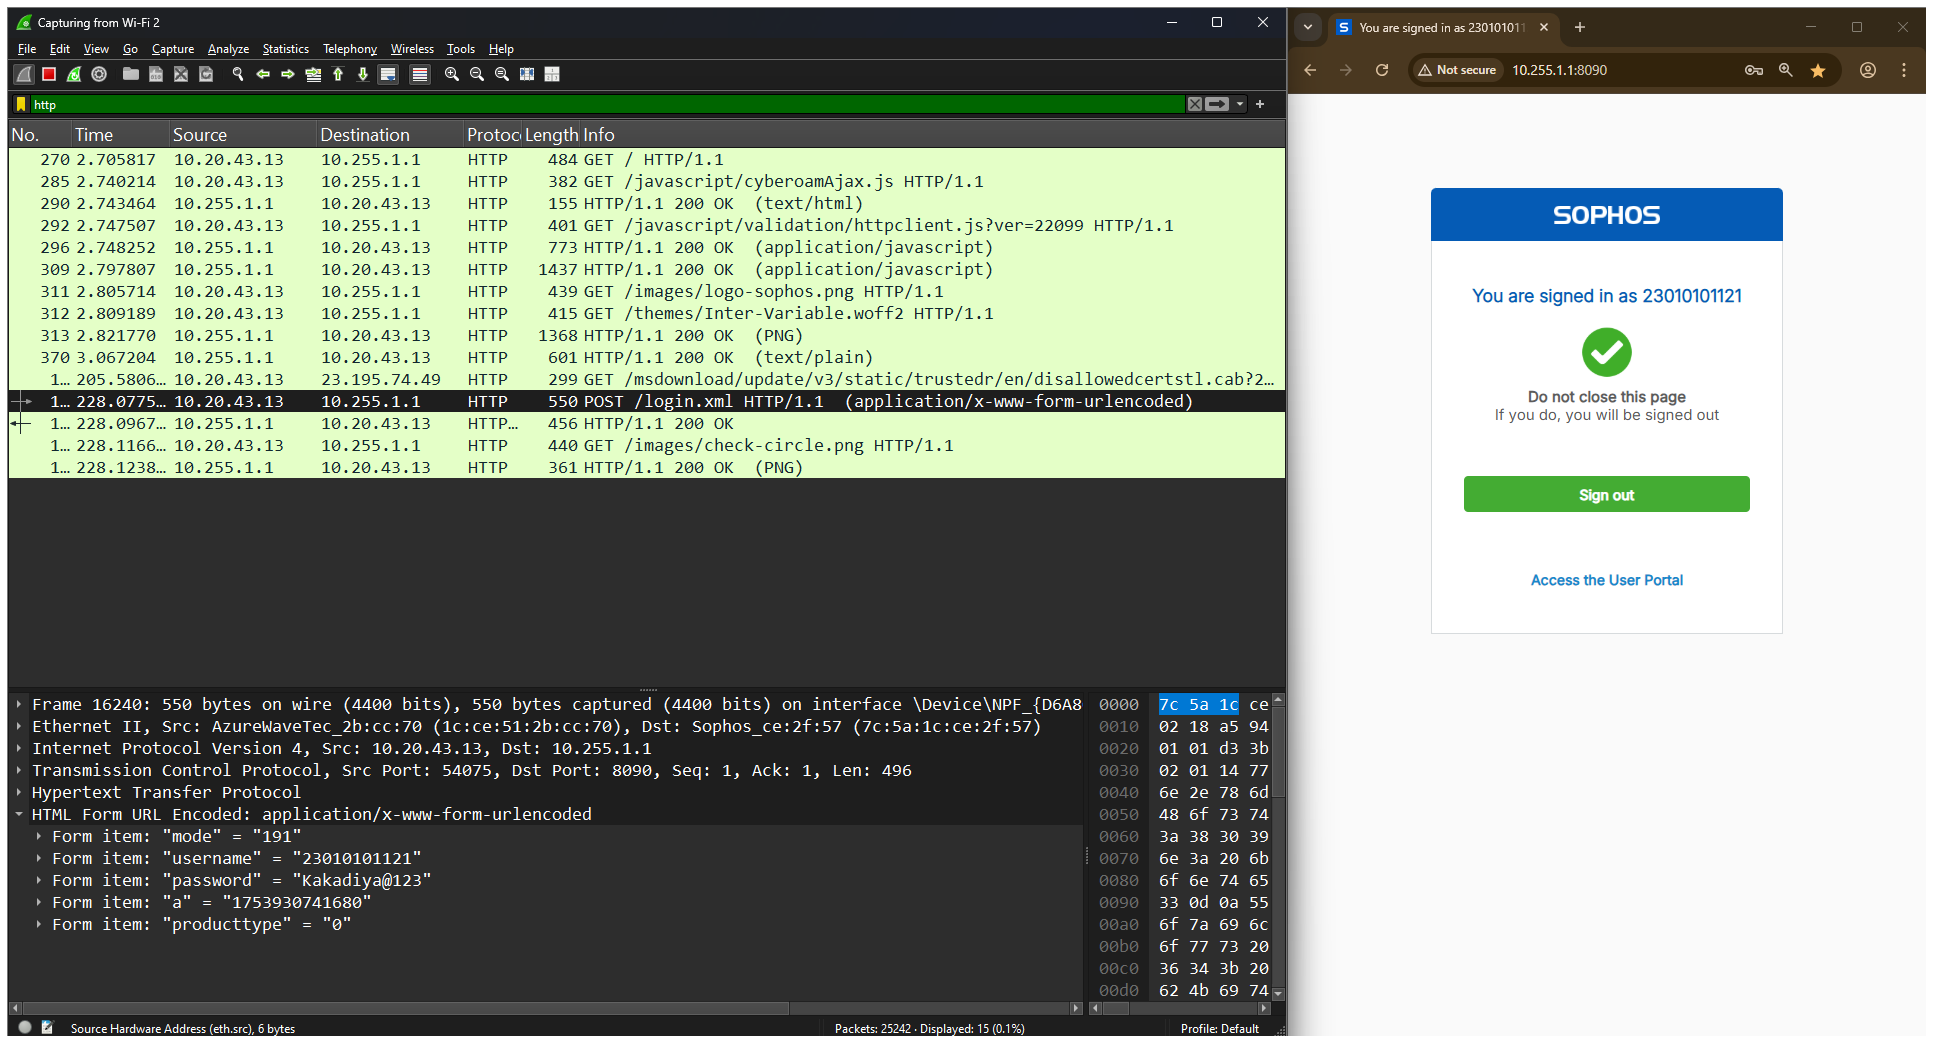 Capturing from Wi-Fi 2
File Edit View Go Capture Analyze Statistics Telephony Wireless Tools Help
http
No. Time Source Destination Protoc Length Info
270 2.705817 10.20.43.13 10.255.1.1 HTTP 484 GET / HTTP/1.1
285 2.740214 10.20.43.13 10.255.1.1 HTTP 382 GET /javascript/cyberoamAjax.js HTTP/1.1
290 2.743464 10.255.1.1 10.20.43.13 HTTP 155 HTTP/1.1 200 OK (text/html)
292 2.747507 10.20.43.13 10.255.1.1 HTTP 401 GET /javascript/validation/httpclient.js?ver=22099 HTTP/1.1
296 2.748252 10.255.1.1 10.20.43.13 HTTP 773 HTTP/1.1 200 OK (application/javascript)
309 2.797807 10.255.1.1 10.20.43.13 HTTP 1437 HTTP/1.1 200 OK (application/javascript)
311 2.805714 10.20.43.13 10.255.1.1 HTTP 439 GET /images/logo-sophos.png HTTP/1.1
312 2.809189 10.20.43.13 10.255.1.1 HTTP 415 GET /themes/Inter-Variable.woff2 HTTP/1.1
313 2.821770 10.255.1.1 10.20.43.13 HTTP 1368 HTTP/1.1 200 OK (PNG)
370 3.067204 10.255.1.1 10.20.43.13 HTTP 601 HTTP/1.1 200 OK (text/plain)
1… 205.5806… 10.20.43.13 23.195.74.49 HTTP 299 GET /msdownload/update/v3/static/trustedr/en/disallowedcertstl.cab?2…
1… 228.0775… 10.20.43.13 10.255.1.1 HTTP 550 POST /login.xml HTTP/1.1 (application/x-www-form-urlencoded)
1… 228.0967… 10.255.1.1 10.20.43.13 HTTP… 456 HTTP/1.1 200 OK
1… 228.1166… 10.20.43.13 10.255.1.1 HTTP 440 GET /images/check-circle.png HTTP/1.1
1… 228.1238… 10.255.1.1 10.20.43.13 HTTP 361 HTTP/1.1 200 OK (PNG)
Frame 16240: 550 bytes on wire (4400 bits), 550 bytes captured (4400 bits) on interface \Device\NPF_{D6A8
Ethernet II, Src: AzureWaveTec_2b:cc:70 (1c:ce:51:2b:cc:70), Dst: Sophos_ce:2f:57 (7c:5a:1c:ce:2f:57)
Internet Protocol Version 4, Src: 10.20.43.13, Dst: 10.255.1.1
Transmission Control Protocol, Src Port: 54075, Dst Port: 8090, Seq: 1, Ack: 1, Len: 496
Hypertext Transfer Protocol
HTML Form URL Encoded: application/x-www-form-urlencoded
Form item: "mode" = "191"
Form item: "username" = "23010101121"
Form item: "password" = "Kakadiya@123"
Form item: "a" = "1753930741680"
Form item: "producttype" = "0"
0000 7c 5a 1c ce
0010 02 18 a5 94
0020 01 01 d3 3b
0030 02 01 14 77
0040 6e 2e 78 6d
0050 48 6f 73 74
0060 3a 38 30 39
0070 6e 3a 20 6b
0080 6f 6e 74 65
0090 33 0d 0a 55
00a0 6f 7a 69 6c
00b0 6f 77 73 20
00c0 36 34 3b 20
00d0 62 4b 69 74
Source Hardware Address (eth.src), 6 bytes
Packets: 25242 · Displayed: 15 (0.1%)
Profile: Default
S You are signed in as 230101011
Not secure 10.255.1.1:8090
SOPHOS
You are signed in as 23010101121
Do not close this page
If you do, you will be signed out
Sign out
Access the User Portal